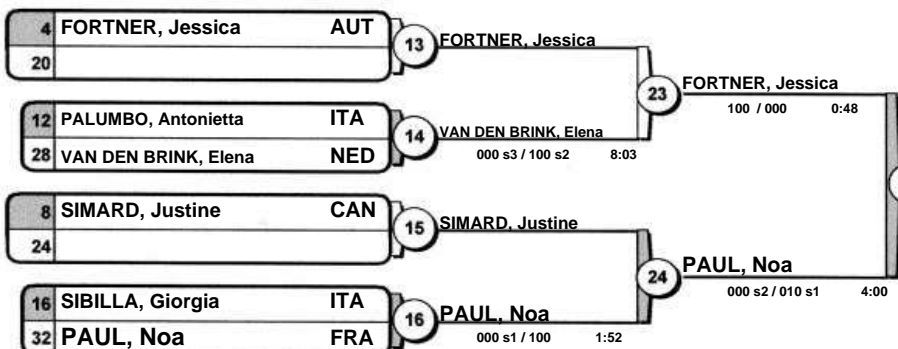 4 FORTNER, Jessica AUT
20
13
FORTNER, Jessica
12 PALUMBO, Antonietta ITA
28 VAN DEN BRINK, Elena NED
14
VAN DEN BRINK, Elena
000 s3 / 100 s2 8:03
23
FORTNER, Jessica
100 / 000 0:48
8 SIMARD, Justine CAN
24
15
SIMARD, Justine
16 SIBILLA, Giorgia ITA
32 PAUL, Noa FRA
16
PAUL, Noa
000 s1 / 100 1:52
24
PAUL, Noa
000 s2 / 010 s1 4:00